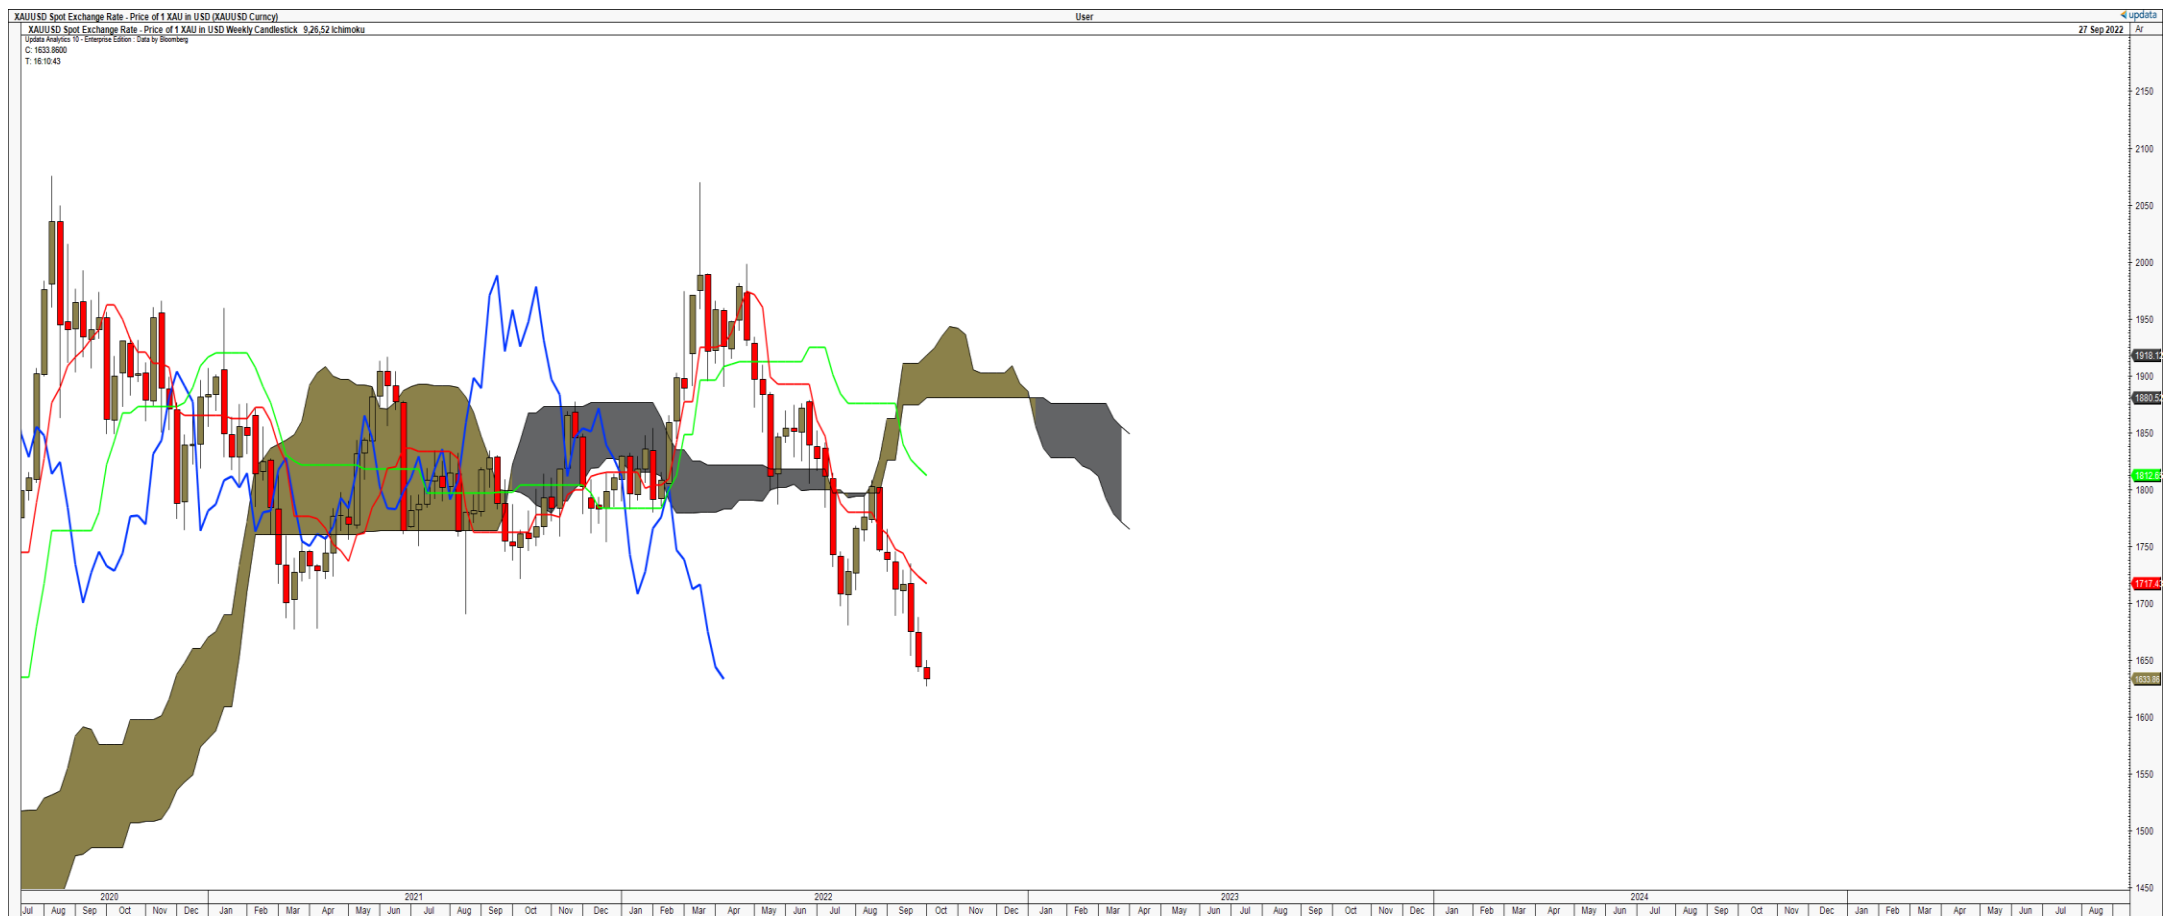 XAUUSD Spot Exchange Rate - Price of 1 XAU in USD (XAUUSD Curncy)
User
updata
XAUUSD Spot Exchange Rate - Price of 1 XAU in USD Weekly Candlestick 9,26,52 Ichimoku
27 Sep 2022
Ar
Updata Analytics 10 - Enterprise Edition : Data by Bloomberg
C: 1633.8600
T: 16:10:43
2150
2100
2050
2000
1950
1918.12
1900
1880.52
1850
1812.65
1800
1750
1717.43
1700
1650
1633.86
1600
1550
1500
1450
2020 2021 2022 2023 2024
Jul Aug Sep Oct Nov Dec Jan Feb Mar Apr May Jun Jul Aug Sep Oct Nov Dec Jan Feb Mar Apr May Jun Jul Aug Sep Oct Nov Dec Jan Feb Mar Apr May Jun Jul Aug Sep Oct Nov Dec Jan Feb Mar Apr May Jun Jul Aug Sep Oct Nov Dec Jan Feb Mar Apr May Jun Jul Aug